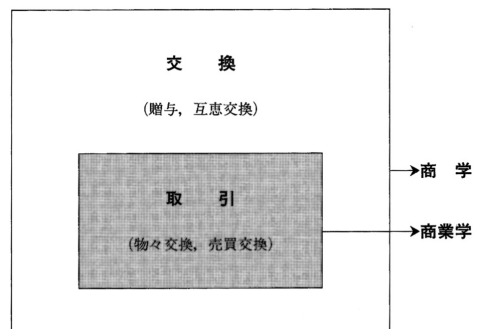 交 換
(贈与, 互恵交換)
商 学
取 引
商業学
(物々交換, 売買交換)